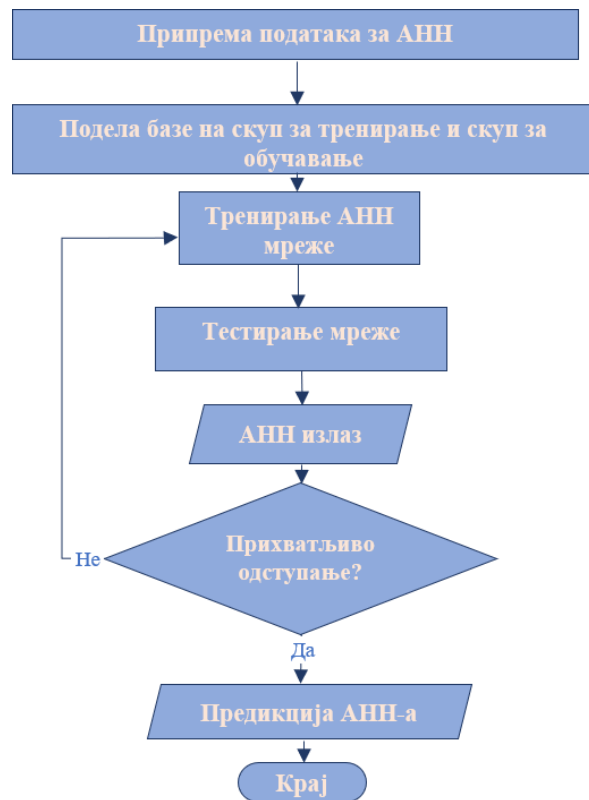 Припрема података за АНН
Подела базе на скуп за тренирање и скуп за
обучавање
Тренирање АНН
мреже
Тестирање мреже
АНН излаз
Прихватљиво
одступање?
Не
Да
Предикција АНН-а
Крај